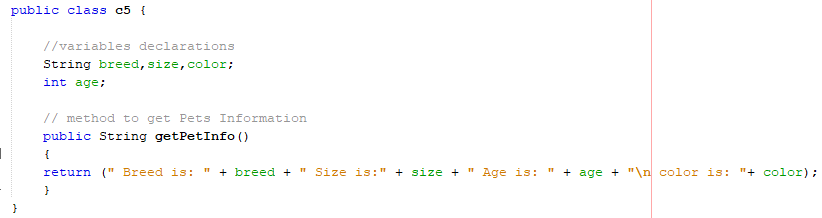 public class c5 {
//variables declarations
String breed,size,color;
int age;
// method to get Pets Information
public String getPetInfo()
{
return (" Breed is: " + breed + " Size is:" + size + " Age is: " + age + "\n color is: "+ color);
}
}